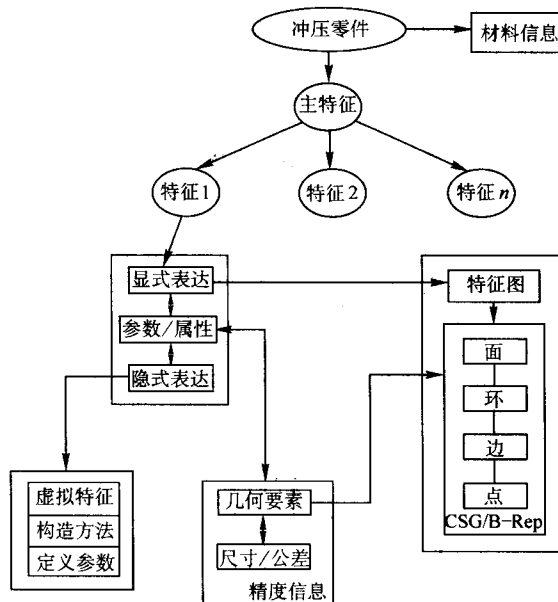 冲压零件
材料信息
主特征
特征1
特征2
特征n
显式表达
特征图
参数/属性
面
隐式表达
环
边
虚拟特征
几何要素
点
构造方法
CSG/B-Rep
定义参数
尺寸/公差
精度信息